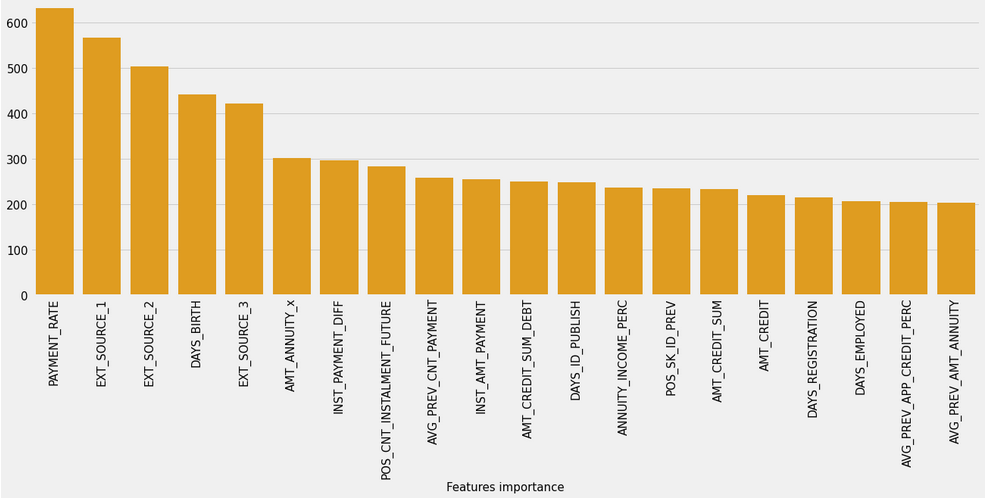 600
500
400
300
200
100
0
PAYMENT_RATE
EXT_SOURCE_1
EXT_SOURCE_2
DAYS_BIRTH
EXT_SOURCE_3
AMT_ANNUITY_x
INST_PAYMENT_DIFF
POS_CNT_INSTALMENT_FUTURE
AVG_PREV_CNT_PAYMENT
INST_AMT_PAYMENT
AMT_CREDIT_SUM_DEBT
DAYS_ID_PUBLISH
ANNUITY_INCOME_PERC
POS_SK_ID_PREV
AMT_CREDIT_SUM
AMT_CREDIT
DAYS_REGISTRATION
DAYS_EMPLOYED
AVG_PREV_APP_CREDIT_PERC
AVG_PREV_AMT_ANNUITY
Features importance